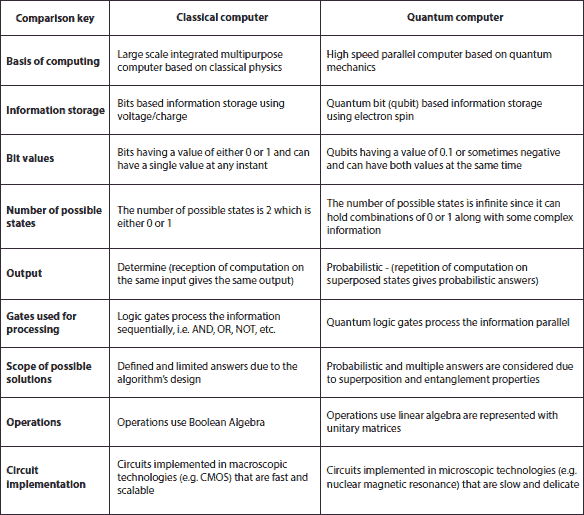 Comparison key
Classical computer
Quantum computer
Basis of computing
Large scale integrated multipurpose
computer based on classical physics
High speed parallel computer based on quantum
mechanics
Information storage
Bits based information storage using
voltage/charge
Quantum bit (qubit) based information storage
using electron spin
Bit values
Bits having a value of either 0 or 1 and can
have a single value at any instant
Qubits having a value of 0.1 or sometimes negative
and can have both values at the same time
Number of possible
states
The number of possible states is 2 which is
either 0 or 1
The number of possible states is infinite since it can
hold combinations of 0 or 1 along with some complex
information
Output
Determine (reception of computation on
the same input gives the same output)
Probabilistic - (repetition of computation on
superposed states gives probabilistic answers)
Gates used for
processing
Logic gates process the information
sequentially, i.e. AND, OR, NOT, etc.
Quantum logic gates process the information parallel
Scope of possible
solutions
Defined and limited answers due to the
algorithm's design
Probabilistic and multiple answers are considered due
to superposition and entanglement properties
Operations
Operations use Boolean Algebra
Operations use linear algebra are represented with
unitary matrices
Circuit
implementation
Circuits implemented in macroscopic
technologies (e.g. CMOS) that are fast and
scalable
Circuits implemented in microscopic technologies (e.g.
nuclear magnetic resonance) that are slow and delicate